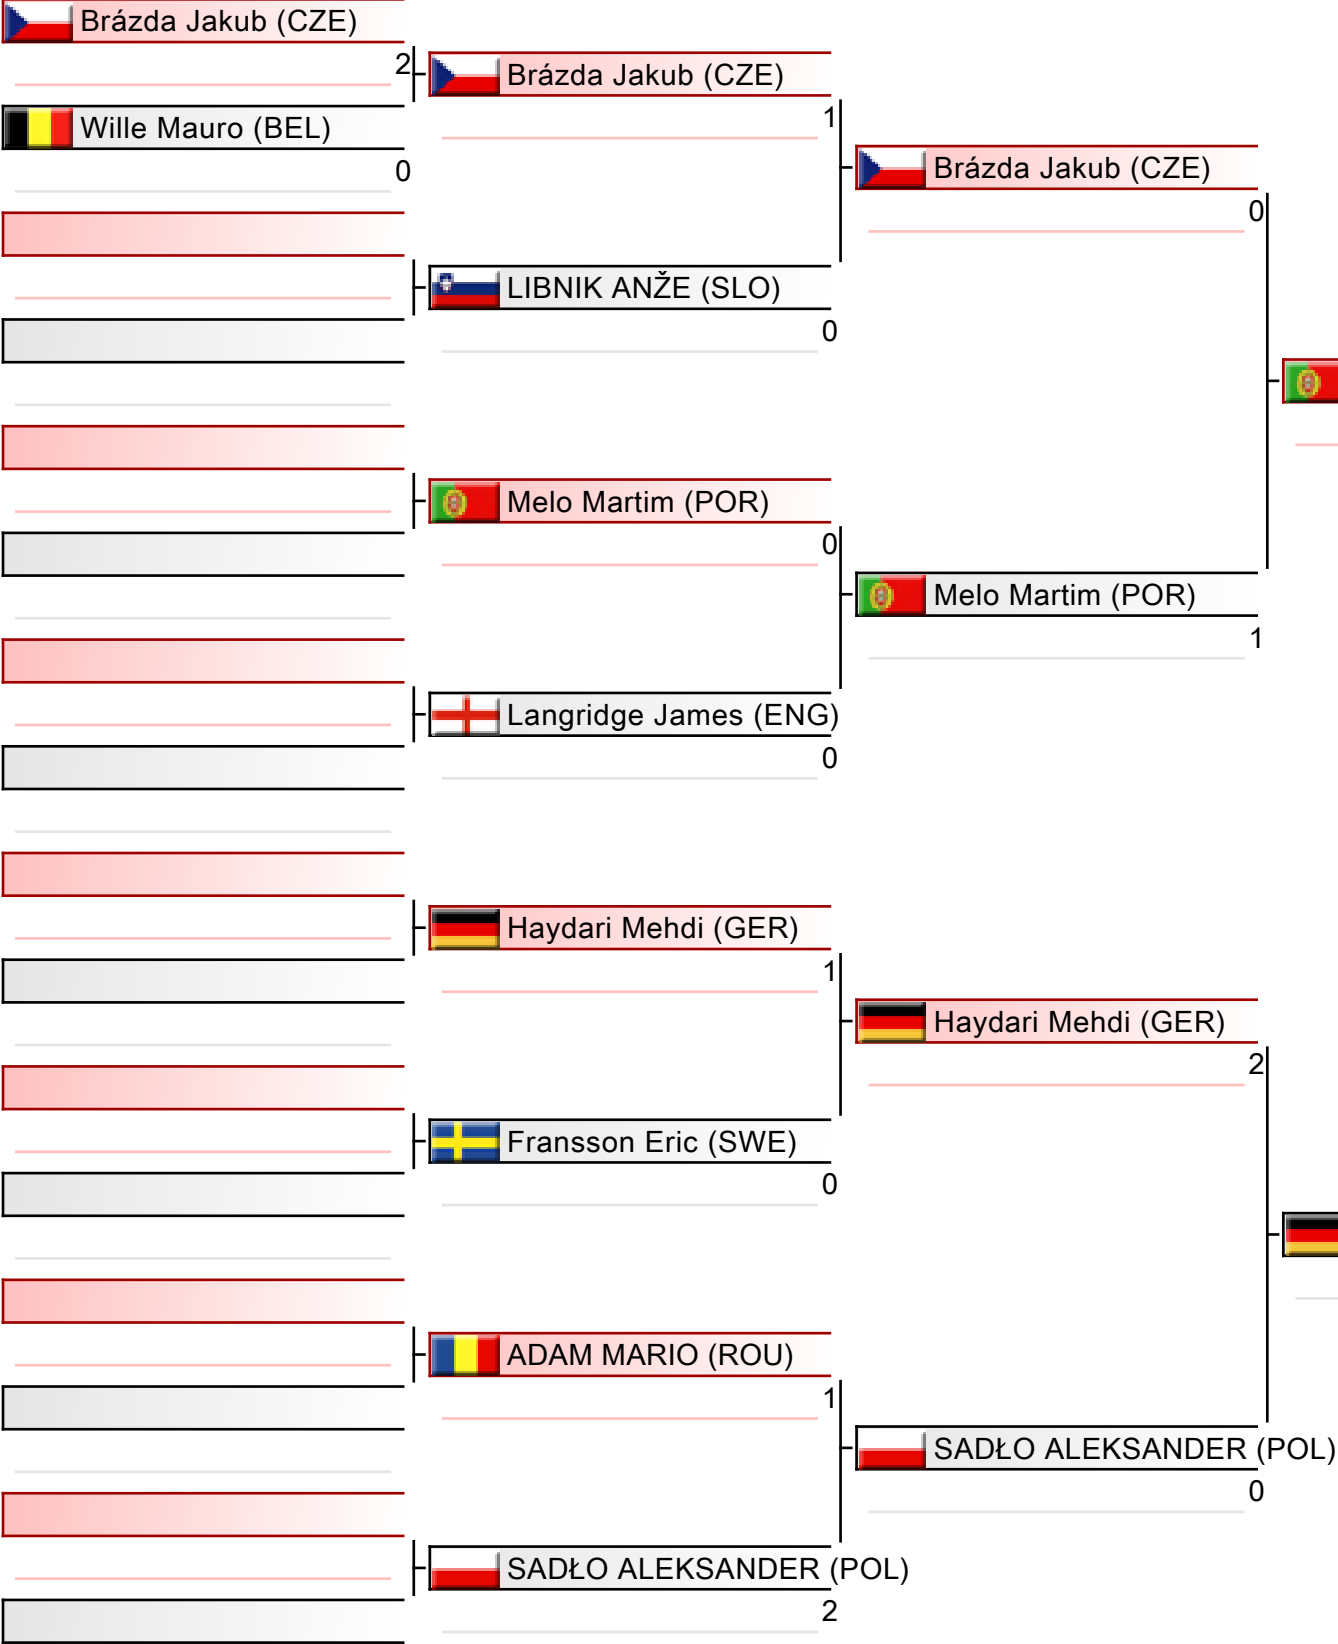 Brázda Jakub (CZE)
2
Wille Mauro (BEL)
0
Brázda Jakub (CZE)
1
LIBNIK ANŽE (SLO)
0
Melo Martim (POR)
0
Langridge James (ENG)
0
Haydari Mehdi (GER)
1
Fransson Eric (SWE)
0
ADAM MARIO (ROU)
1
SADŁO ALEKSANDER (POL)
2
Brázda Jakub (CZE)
0
Melo Martim (POR)
1
Haydari Mehdi (GER)
2
SADŁO ALEKSANDER (POL)
0